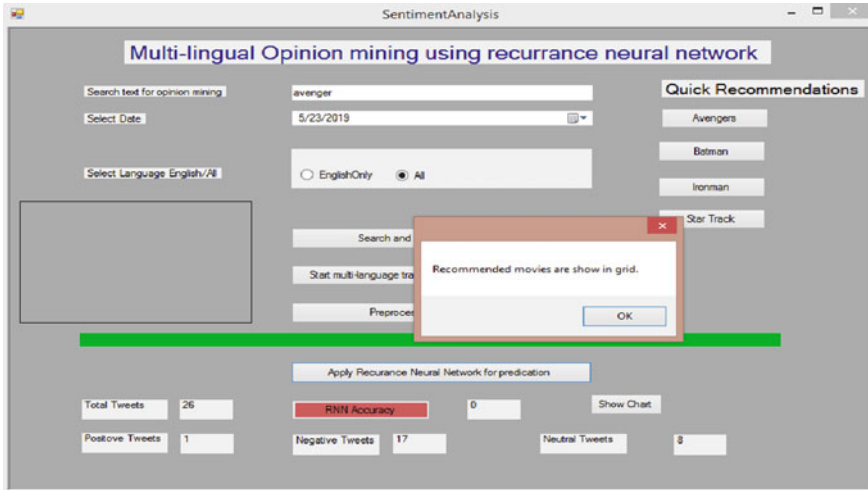 SentimentAnalysis
Multi-lingual Opinion mining using recurrance neural network
Search text for opinion mining
avenger
Quick Recommendations
Select Date
5/23/2019
Avengers
Batman
Select Language English/All
EnglishOnly
All
Ironman
Star Track
Search and
Recommended movies are show in grid.
Start multi-language tra
OK
Preproces
Apply Recurance Neural Network for predication
Total Tweets
26
RNN Accuracy
0
Show Chart
Positove Tweets
1
Negative Tweets
17
Neutral Tweets
8